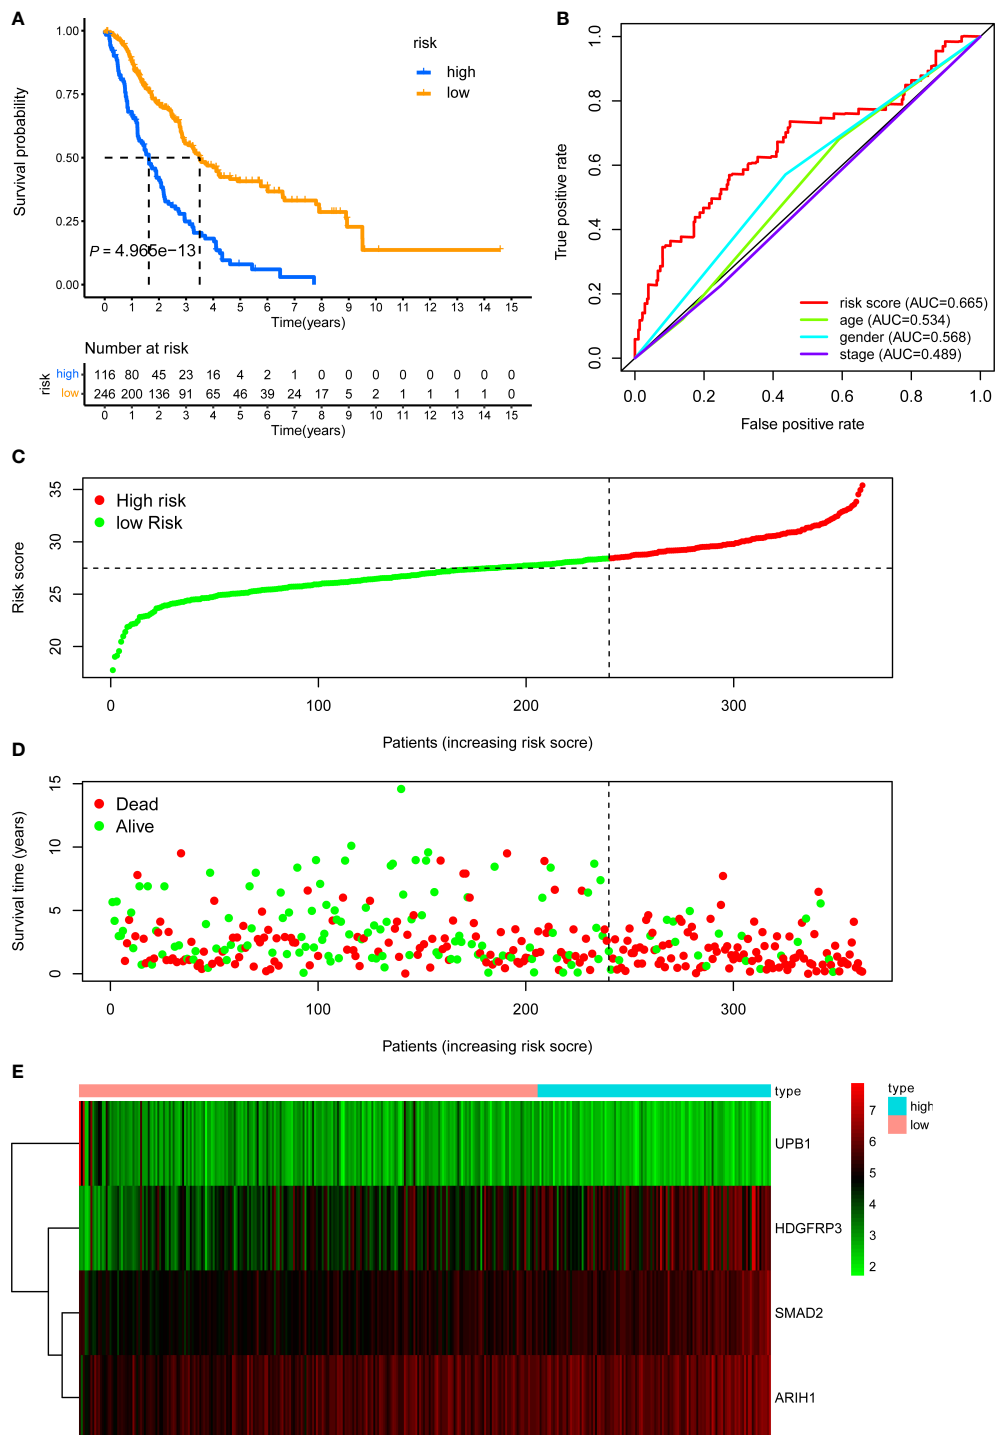 A
1.00
0.75
0.50
0.25
0.00
Survival probability
risk
high
low
P = 4.965e−13
0 1 2 3 4 5 6 7 8 9 10 11 12 13 14 15
Time(years)
Number at risk
risk
high 116 80 45 23 16 4 2 1 0 0 0 0 0 0 0 0
low 246 200 136 91 65 46 39 24 17 5 2 1 1 1 1 0
0 1 2 3 4 5 6 7 8 9 10 11 12 13 14 15
Time(years)
B
True positive rate
0.0 0.2 0.4 0.6 0.8 1.0
risk score (AUC=0.665)
age (AUC=0.534)
gender (AUC=0.568)
stage (AUC=0.489)
0.0 0.2 0.4 0.6 0.8 1.0
False positive rate
C
Risk score
20 25 30 35
High risk
low Risk
0 100 200 300
Patients (increasing risk socre)
D
Survival time (years)
0 5 10 15
Dead
Alive
0 100 200 300
Patients (increasing risk socre)
E
type
UPB1
HDGFRP3
SMAD2
ARIH1
7
6
5
4
3
2
type
high
low